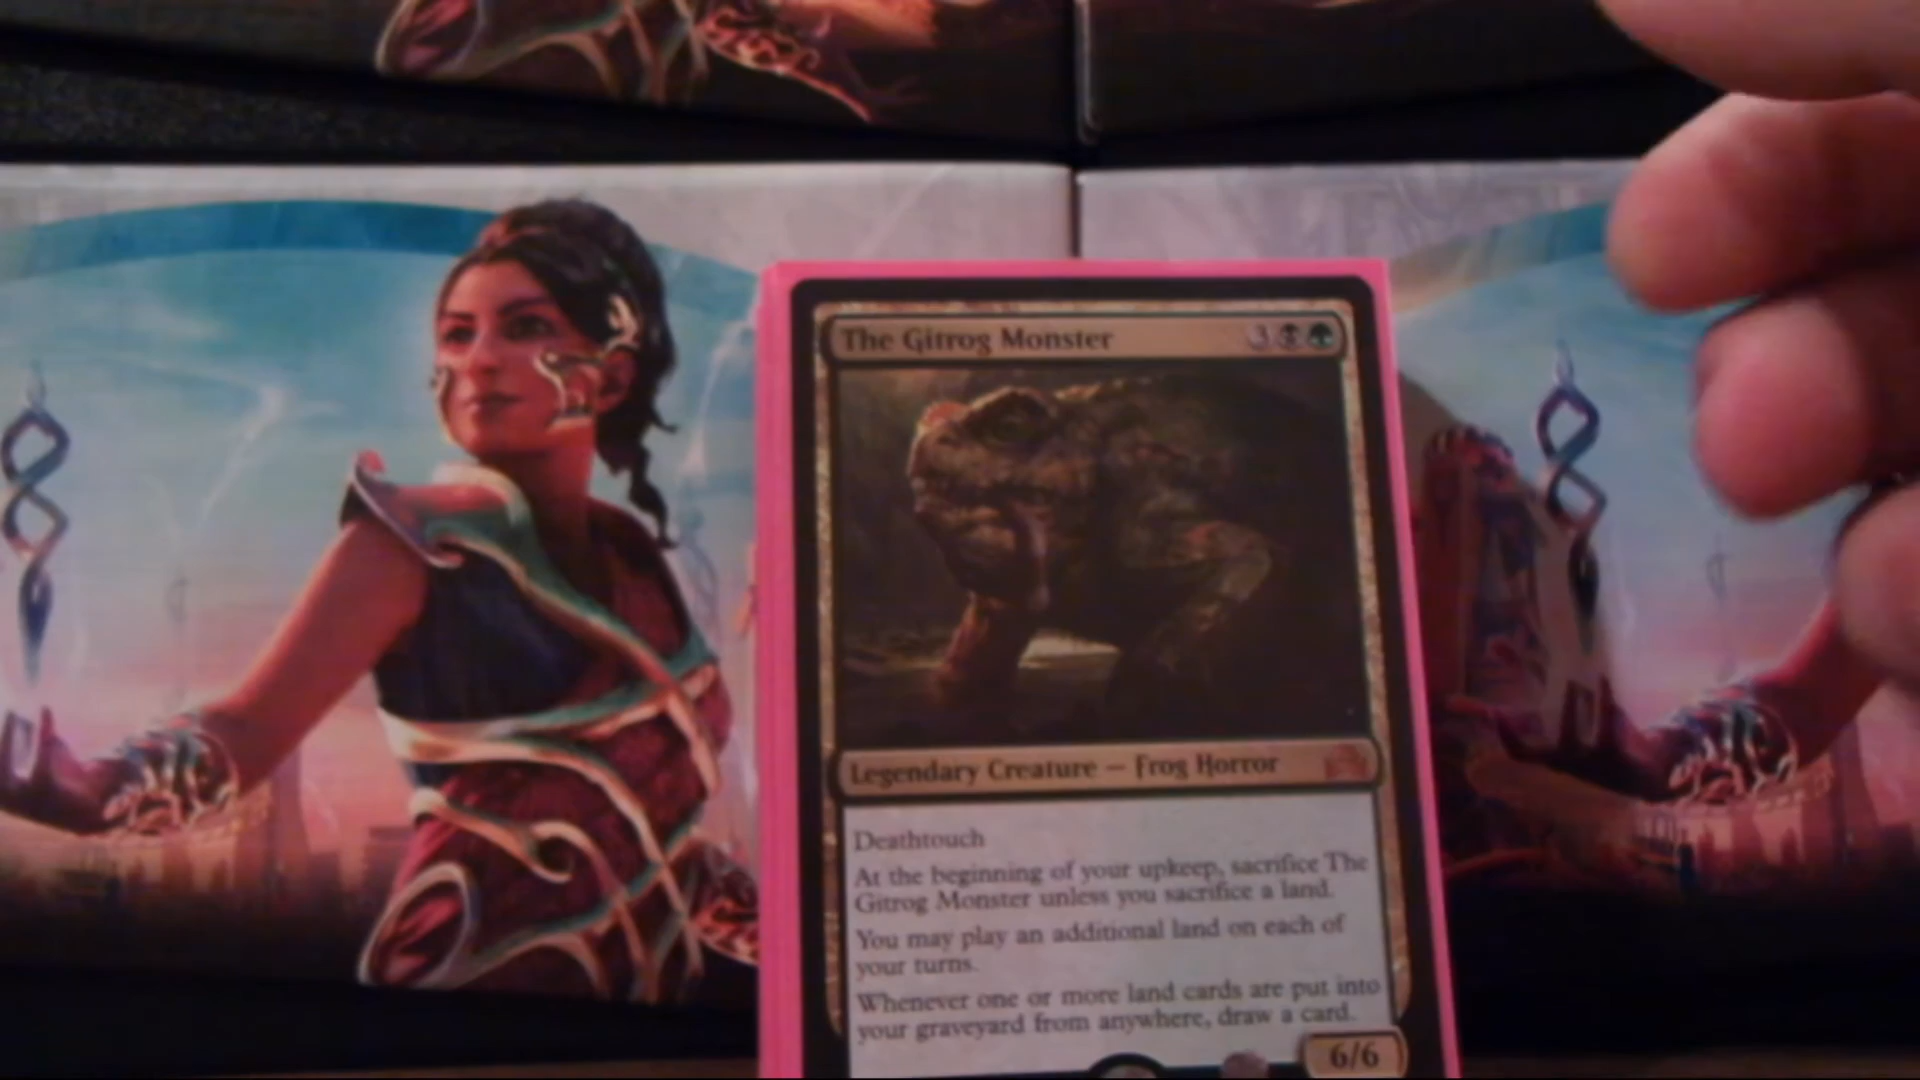 The Gitrog Monster 3
Legendary Creature — Frog Horror
Deathtouch
At the beginning of your upkeep, sacrifice The
Gitrog Monster unless you sacrifice a land.
You may play an additional land on each of
your turns.
Whenever one or more land cards are put into
your graveyard from anywhere, draw a card.
6/6